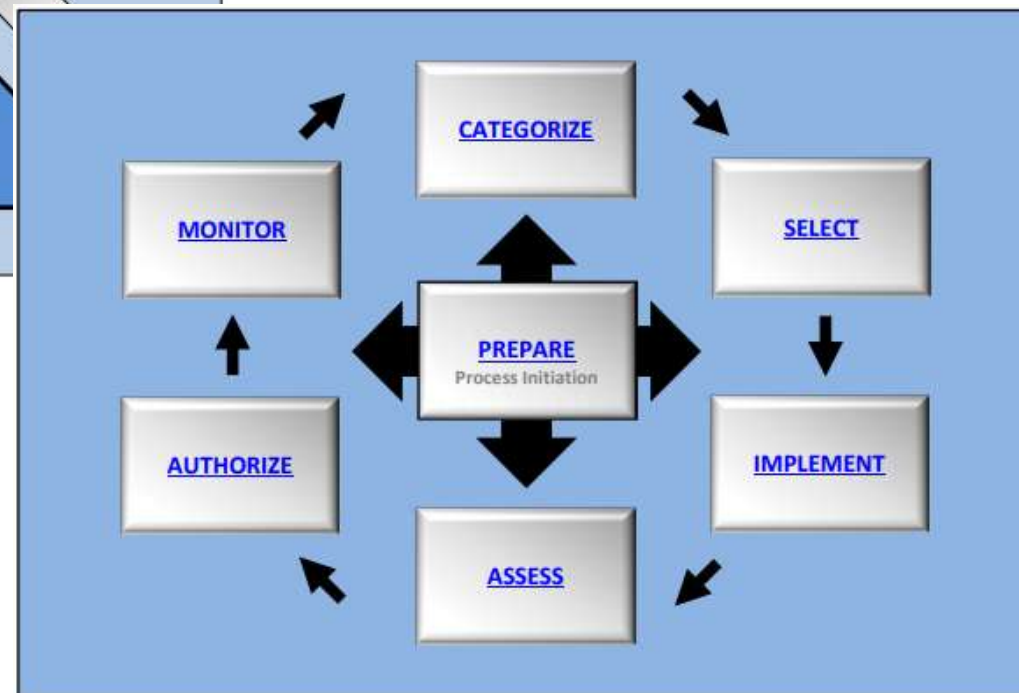 CATEGORIZE
MONITOR
SELECT
PREPARE
Process Initiation
AUTHORIZE
IMPLEMENT
ASSESS